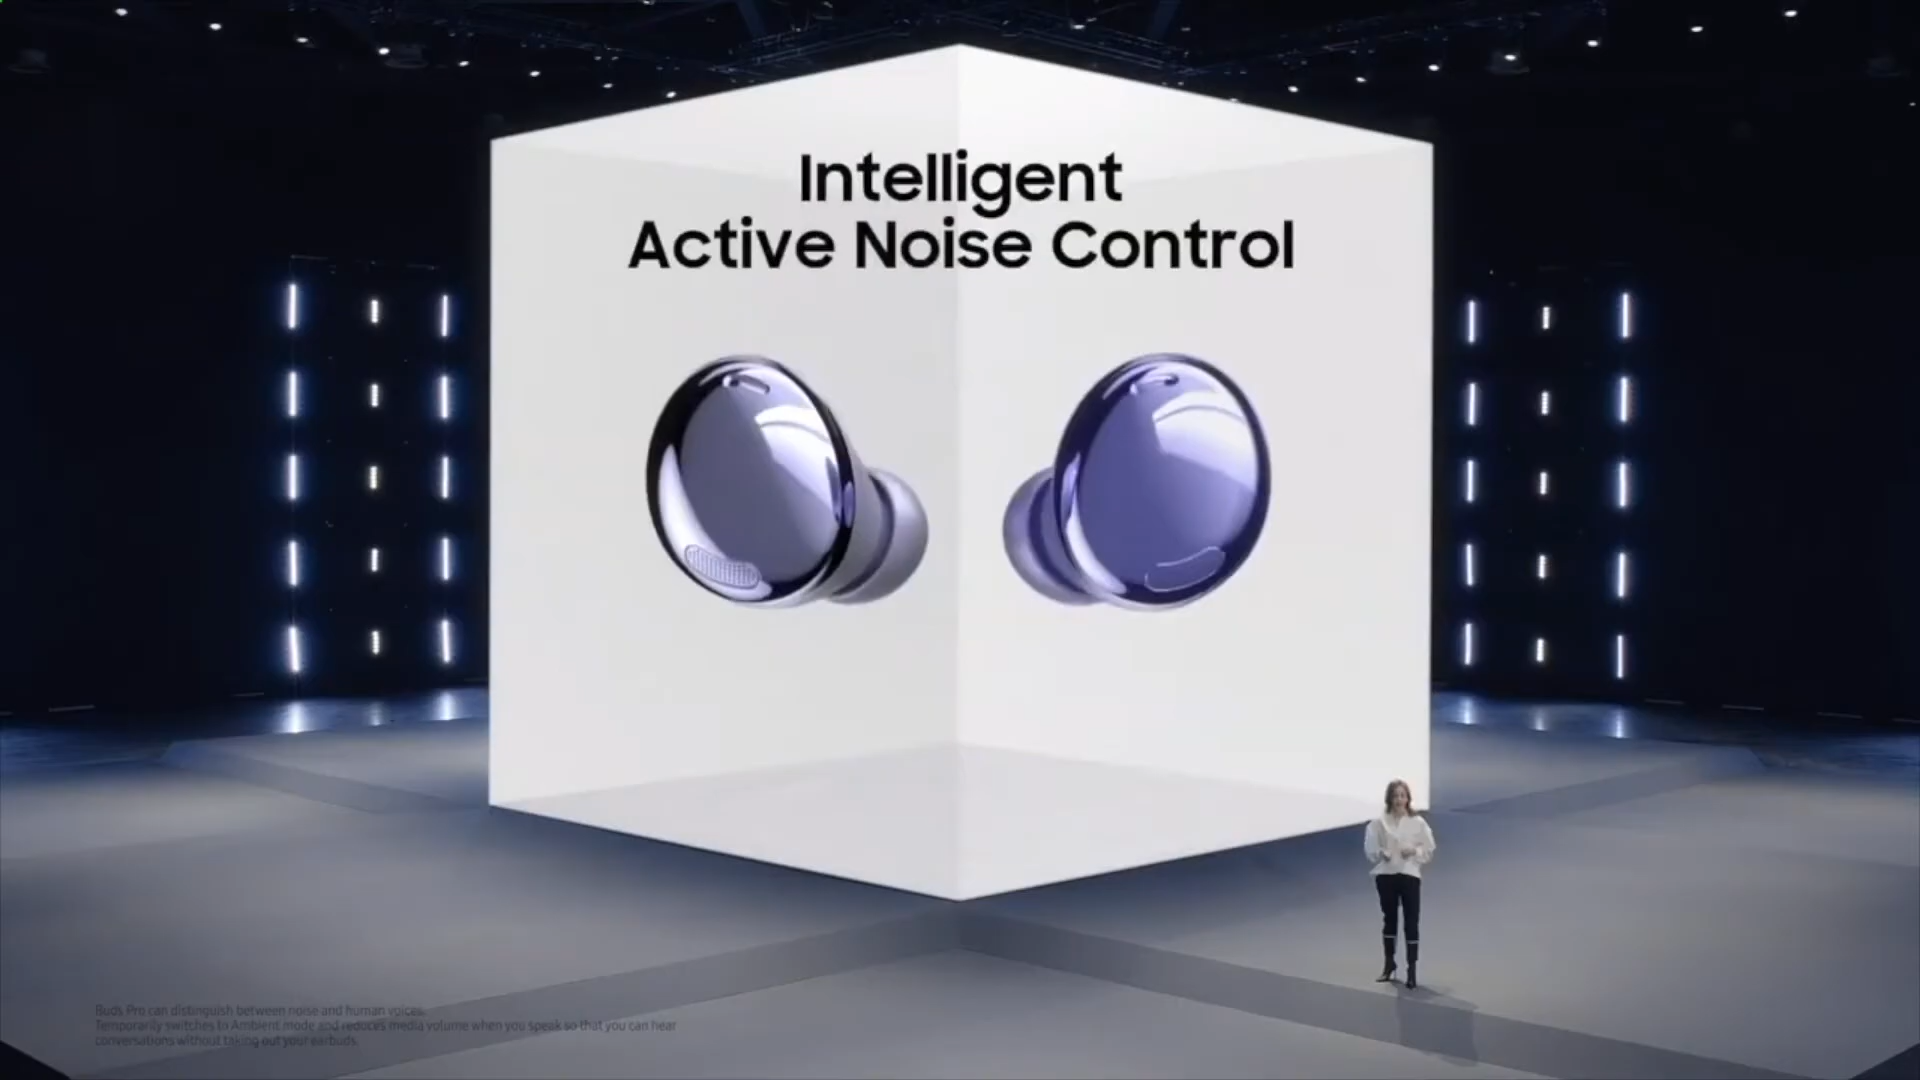 Intelligent
Active Noise Control
Buds Pro can distinguish between noise and human voices.
Temporarily switches to Ambient mode and reduces media volume when you speak so that you can hear
conversations without taking out your earbuds.